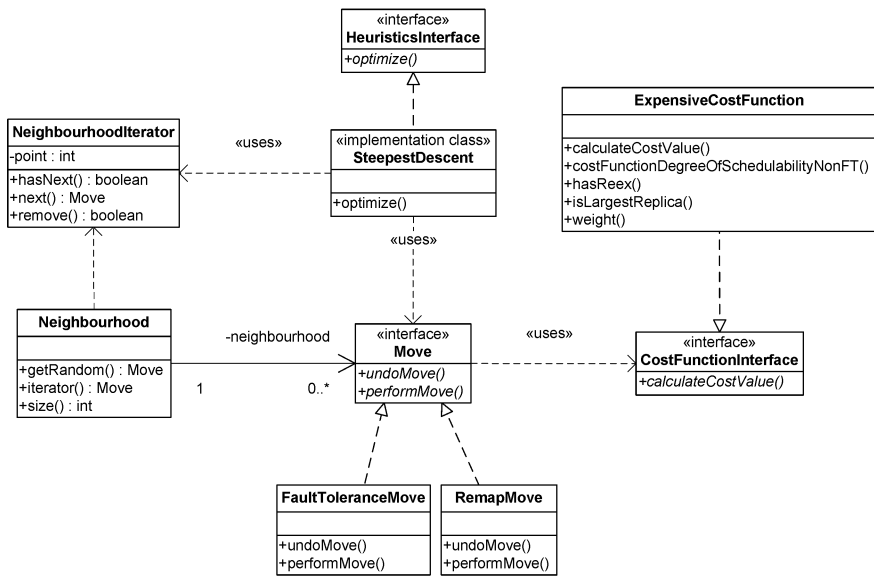 «interface»
HeuristicsInterface
+optimize()
ExpensiveCostFunction
+calculateCostValue()
+costFunctionDegreeOfSchedulabilityNonFT()
+hasReex()
+isLargestReplica()
+weight()
NeighbourhoodIterator
-point : int
+hasNext() : boolean
+next() : Move
+remove() : boolean
«uses»
«implementation class»
SteepestDescent
+optimize()
«uses»
Neighbourhood
+getRandom() : Move
+iterator() : Move
+size() : int
-neighbourhood
1
0..*
«interface»
Move
+undoMove()
+performMove()
«uses»
«interface»
CostFunctionInterface
+calculateCostValue()
FaultToleranceMove
+undoMove()
+performMove()
RemapMove
+undoMove()
+performMove()